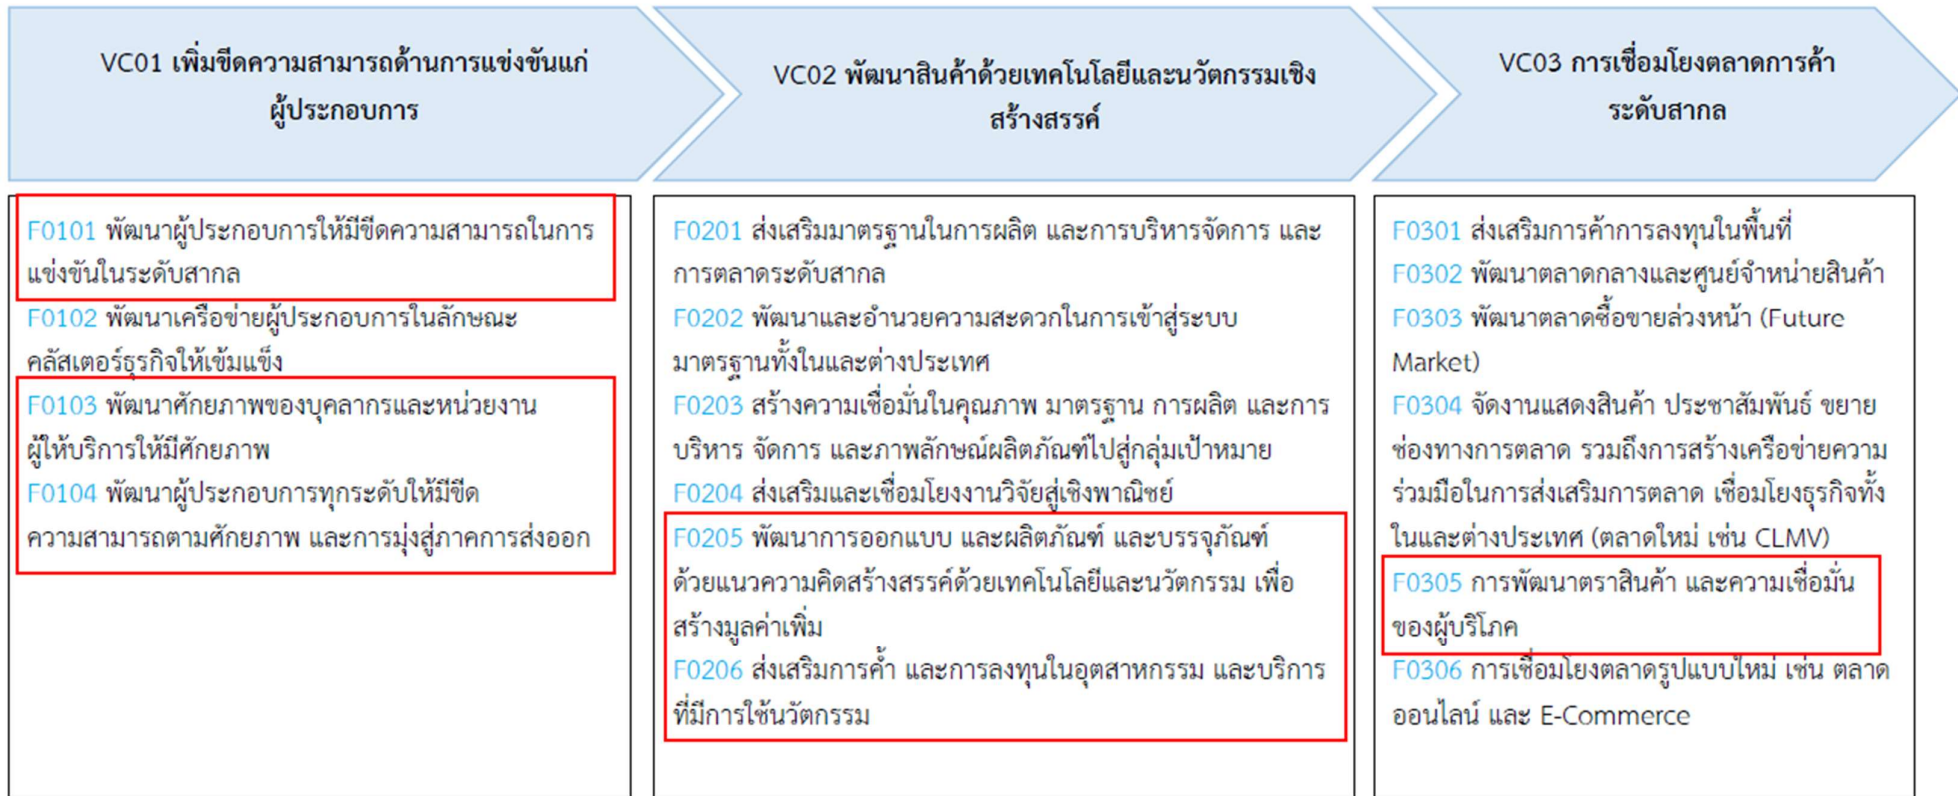 VC01 เพิ่มขีดความสามารถด้านการแข่งขันแก่
ผู้ประกอบการ
VC02 พัฒนาสินค้าด้วยเทคโนโลยีและนวัตกรรมเชิง
สร้างสรรค์
VC03 การเชื่อมโยงตลาดการค้า
ระดับสากล
F0101 พัฒนาผู้ประกอบการให้มีขีดความสามารถในการ
แข่งขันในระดับสากล
F0102 พัฒนาเครือข่ายผู้ประกอบการในลักษณะ
คลัสเตอร์ธุรกิจให้เข้มแข็ง
F0103 พัฒนาศักยภาพของบุคลากรและหน่วยงาน
ผู้ให้บริการให้มีศักยภาพ
F0104 พัฒนาผู้ประกอบการทุกระดับให้มีขีด
ความสามารถตามศักยภาพ และการมุ่งสู่ภาคการส่งออก
F0201 ส่งเสริมมาตรฐานในการผลิต และการบริหารจัดการ และ
การตลาดระดับสากล
F0202 พัฒนาและอำนวยความสะดวกในการเข้าสู่ระบบ
มาตรฐานทั้งในและต่างประเทศ
F0203 สร้างความเชื่อมั่นในคุณภาพ มาตรฐาน การผลิต และการ
บริหาร จัดการ และภาพลักษณ์ผลิตภัณฑ์ไปสู่กลุ่มเป้าหมาย
F0204 ส่งเสริมและเชื่อมโยงงานวิจัยสู่เชิงพาณิชย์
F0205 พัฒนาการออกแบบ และผลิตภัณฑ์ และบรรจุภัณฑ์
ด้วยแนวความคิดสร้างสรรค์ด้วยเทคโนโลยีและนวัตกรรม เพื่อ
สร้างมูลค่าเพิ่ม
F0206 ส่งเสริมการค้ำ และการลงทุนในอุตสาหกรรม และบริการ
ที่มีการใช้นวัตกรรม
F0301 ส่งเสริมการค้าการลงทุนในพื้นที่
F0302 พัฒนาตลาดกลางและศูนย์จำหน่ายสินค้า
F0303 พัฒนาตลาดซื้อขายล่วงหน้า (Future
Market)
F0304 จัดงานแสดงสินค้า ประชาสัมพันธ์ ขยาย
ช่องทางการตลาด รวมถึงการสร้างเครือข่ายความ
ร่วมมือในการส่งเสริมการตลาด เชื่อมโยงธุรกิจทั้ง
ในและต่างประเทศ (ตลาดใหม่ เช่น CLMV)
F0305 การพัฒนาตราสินค้า และความเชื่อมั่น
ของผู้บริโภค
F0306 การเชื่อมโยงตลาดรูปแบบใหม่ เช่น ตลาด
ออนไลน์ และ E-Commerce